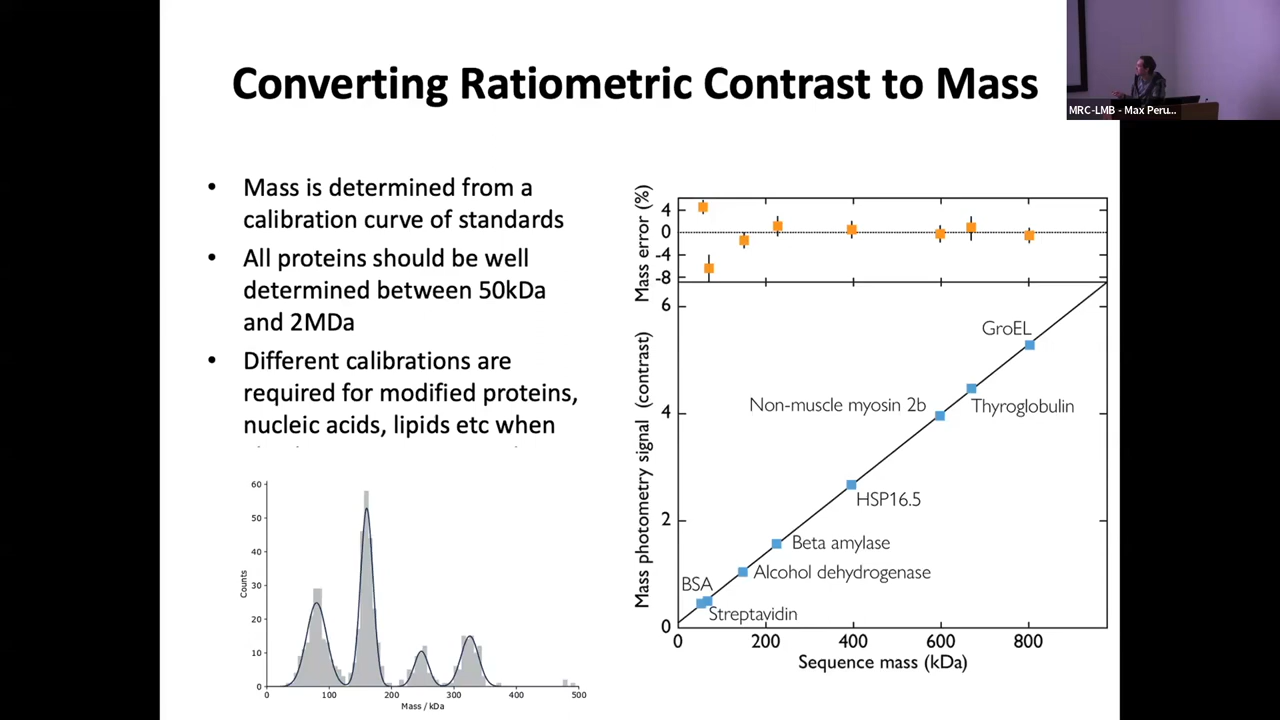 Converting Ratiometric Contrast to Mass
MRC-LMB - Max Peru...
• Mass is determined from a
calibration curve of standards
• All proteins should be well
determined between 50kDa
and 2MDa
• Different calibrations are
required for modified proteins,
nucleic acids, lipids etc when
Mass error (%)
4
0
-4
-8
Mass photometry signal (contrast)
6
4
2
0
GroEL
Non-muscle myosin 2b
Thyroglobulin
HSP16.5
Beta amylase
BSA
Alcohol dehydrogenase
Streptavidin
0 200 400 600 800
Sequence mass (kDa)
Counts
60
50
40
30
20
10
0
0 100 200 300 400 500
Mass / kDa